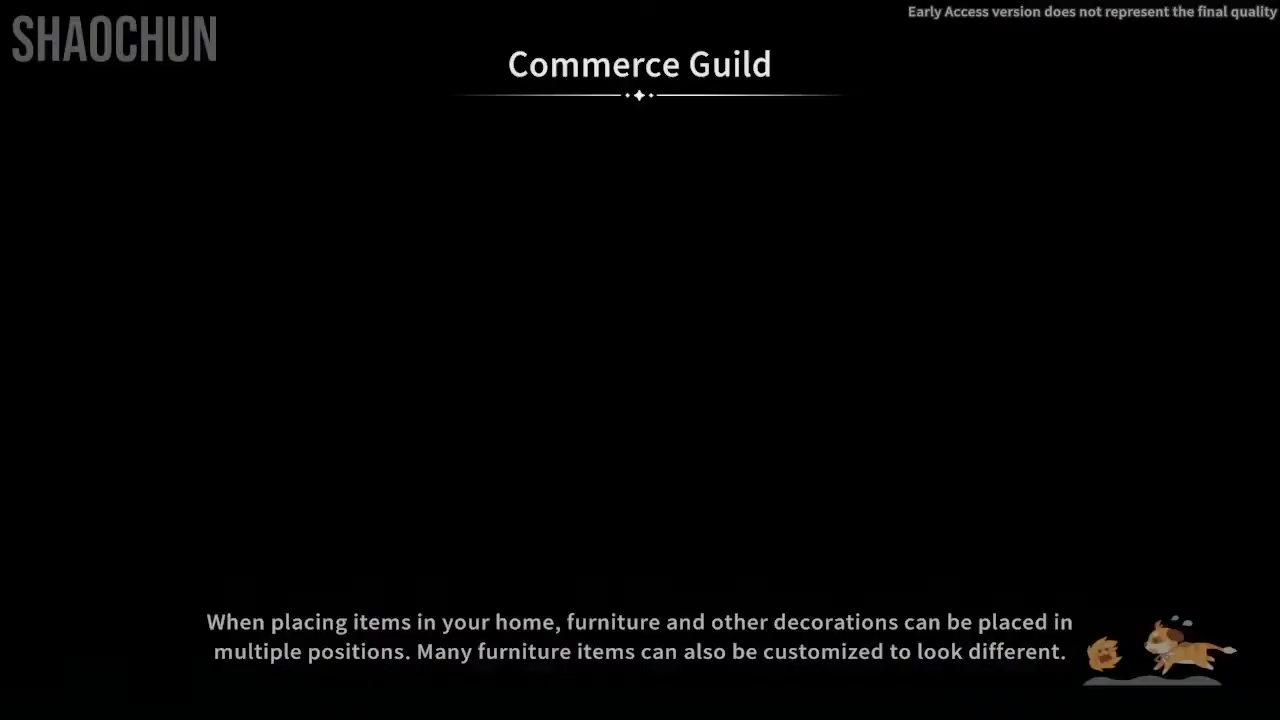 SHAOCHUN
Early Access version does not represent the final quality
Commerce Guild
When placing items in your home, furniture and other decorations can be placed in
multiple positions. Many furniture items can also be customized to look different.